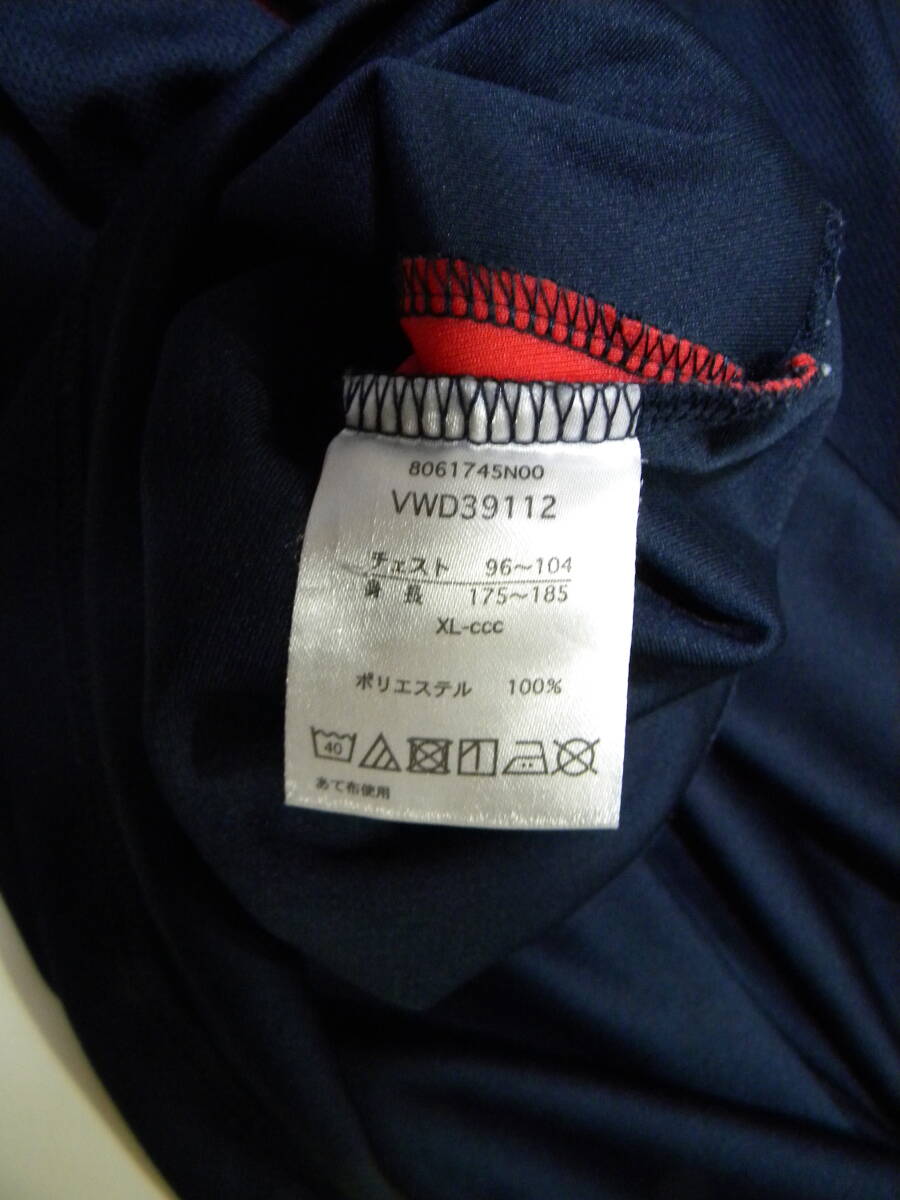 8061745N00
VWD39112
チェスト 96~104
身長 175~185
XL-ccc
ポリエステル 100%
40
あて布使用